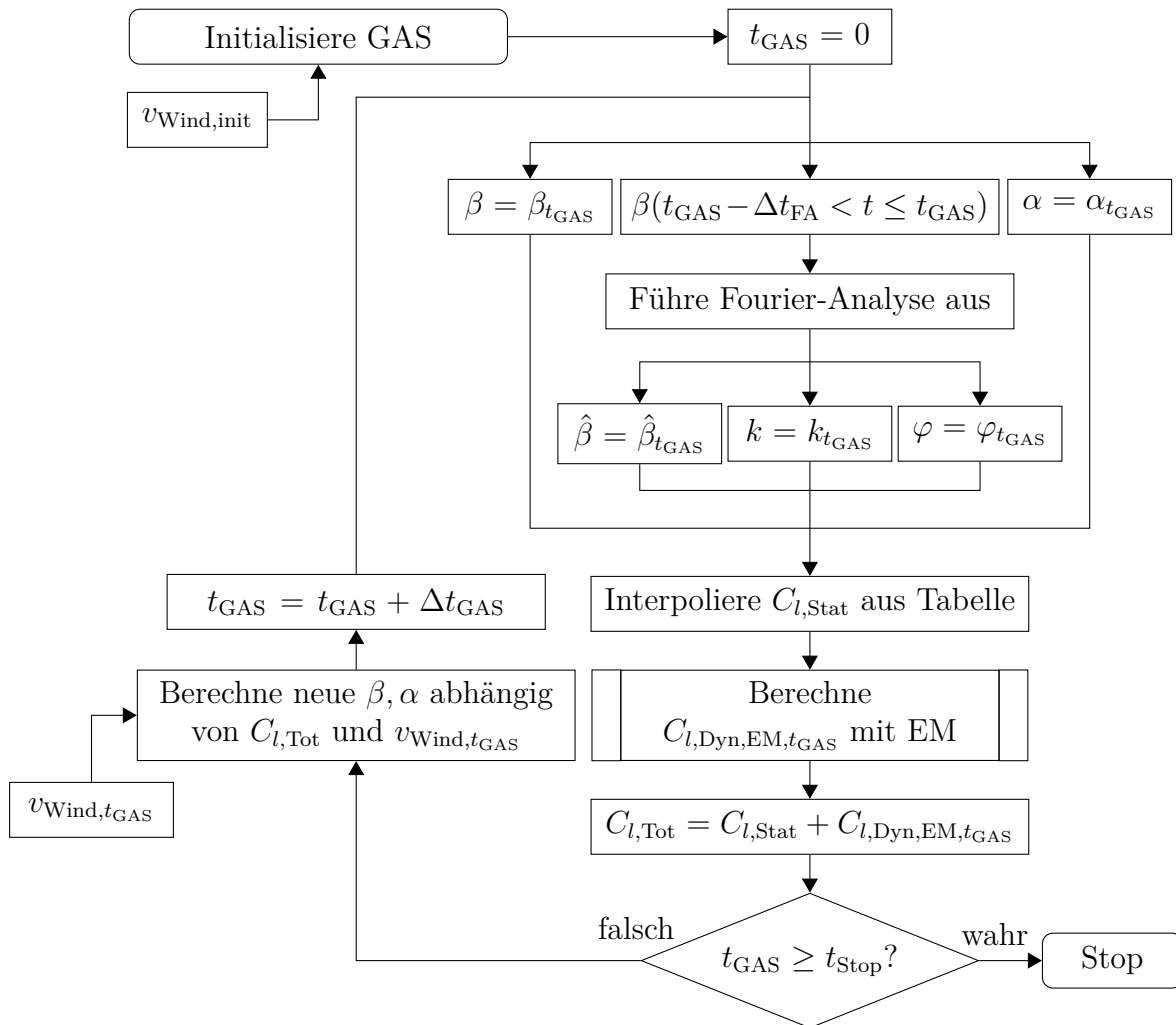 Initialisiere GAS
t_GAS = 0
v_Wind,init
β = β_t_GAS
β(t_GAS − Δt_FA < t ≤ t_GAS)
α = α_t_GAS
Führe Fourier-Analyse aus
β̂ = β̂_t_GAS
k = k_t_GAS
φ = φ_t_GAS
Interpoliere C_l,Stat aus Tabelle
t_GAS = t_GAS + Δt_GAS
Berechne neue β, α abhängig
von C_l,Tot und v_Wind,t_GAS
Berechne
C_l,Dyn,EM,t_GAS mit EM
v_Wind,t_GAS
C_l,Tot = C_l,Stat + C_l,Dyn,EM,t_GAS
falsch
t_GAS ≥ t_Stop?
wahr
Stop